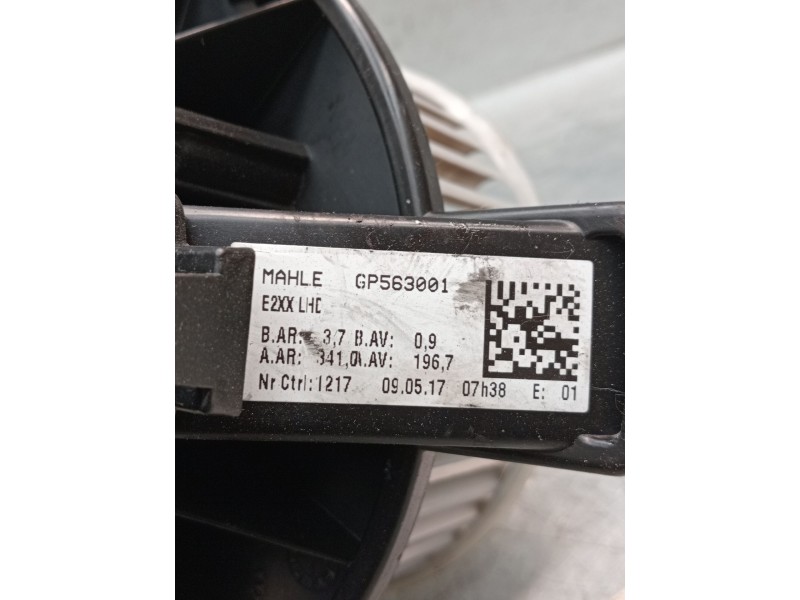 MAHLE GP563001
E2XX LHD
B.AR: 3,7 B.AV: 0,9
A.AR: 341,0 A.AV: 196,7
Nr Ctrl: 1217 09.05.17 07h38 E: 01